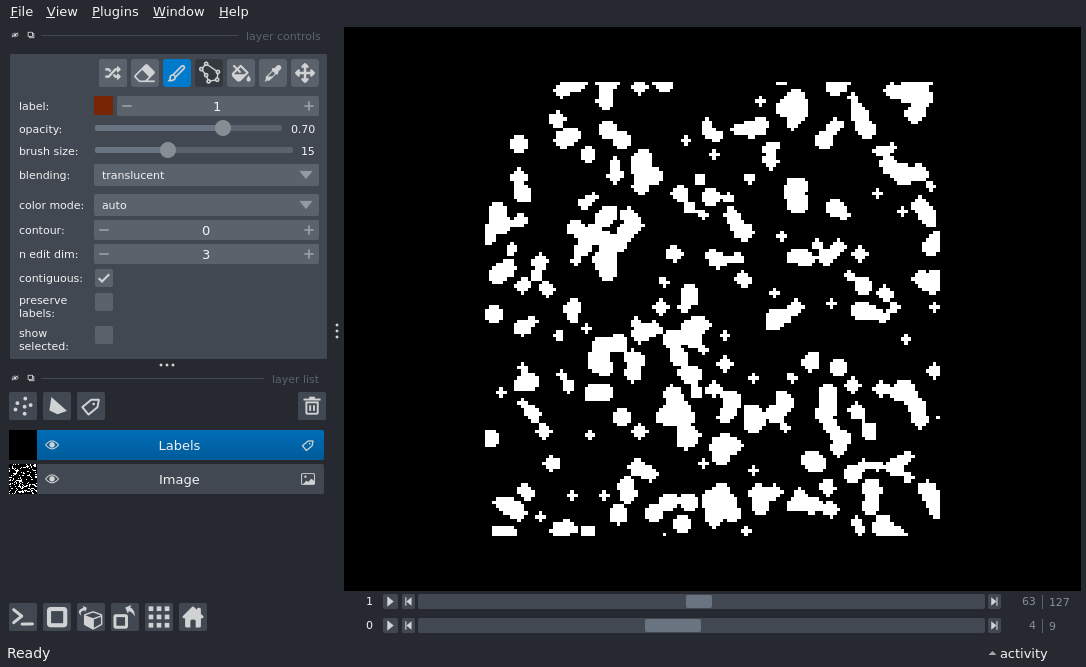 File View Plugins Window Help
layer controls
label: 1
opacity: 0.70
brush size: 15
blending: translucent
color mode: auto
contour: 0
n edit dim: 3
contiguous:
preserve
labels:
show
selected:
layer list
Labels
Image
1 63 127
0 4 9
Ready activity